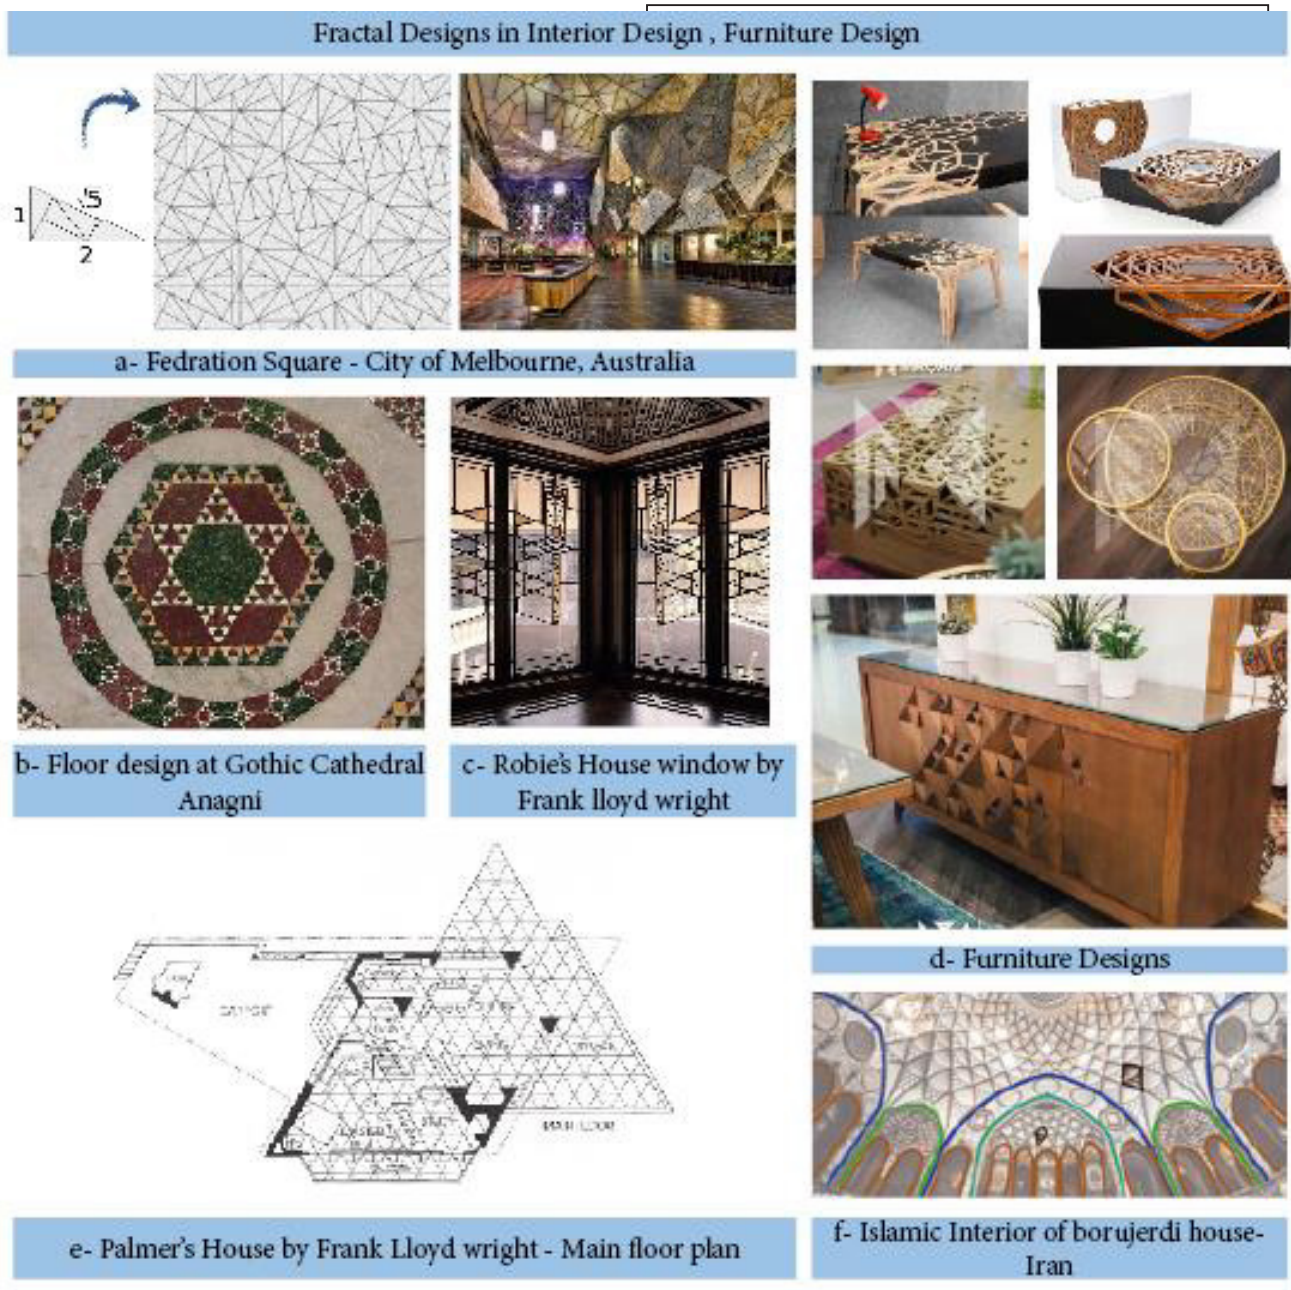 Fractal Designs in Interior Design , Furniture Design
1
√5
2
a- Fedration Square - City of Melbourne, Australia
b- Floor design at Gothic Cathedral
Anagni
c- Robie's House window by
Frank lloyd wright
d- Furniture Designs
MAIN FLOOR
e- Palmer's House by Frank Lloyd wright - Main floor plan
f- Islamic Interior of borujerdi house-
Iran